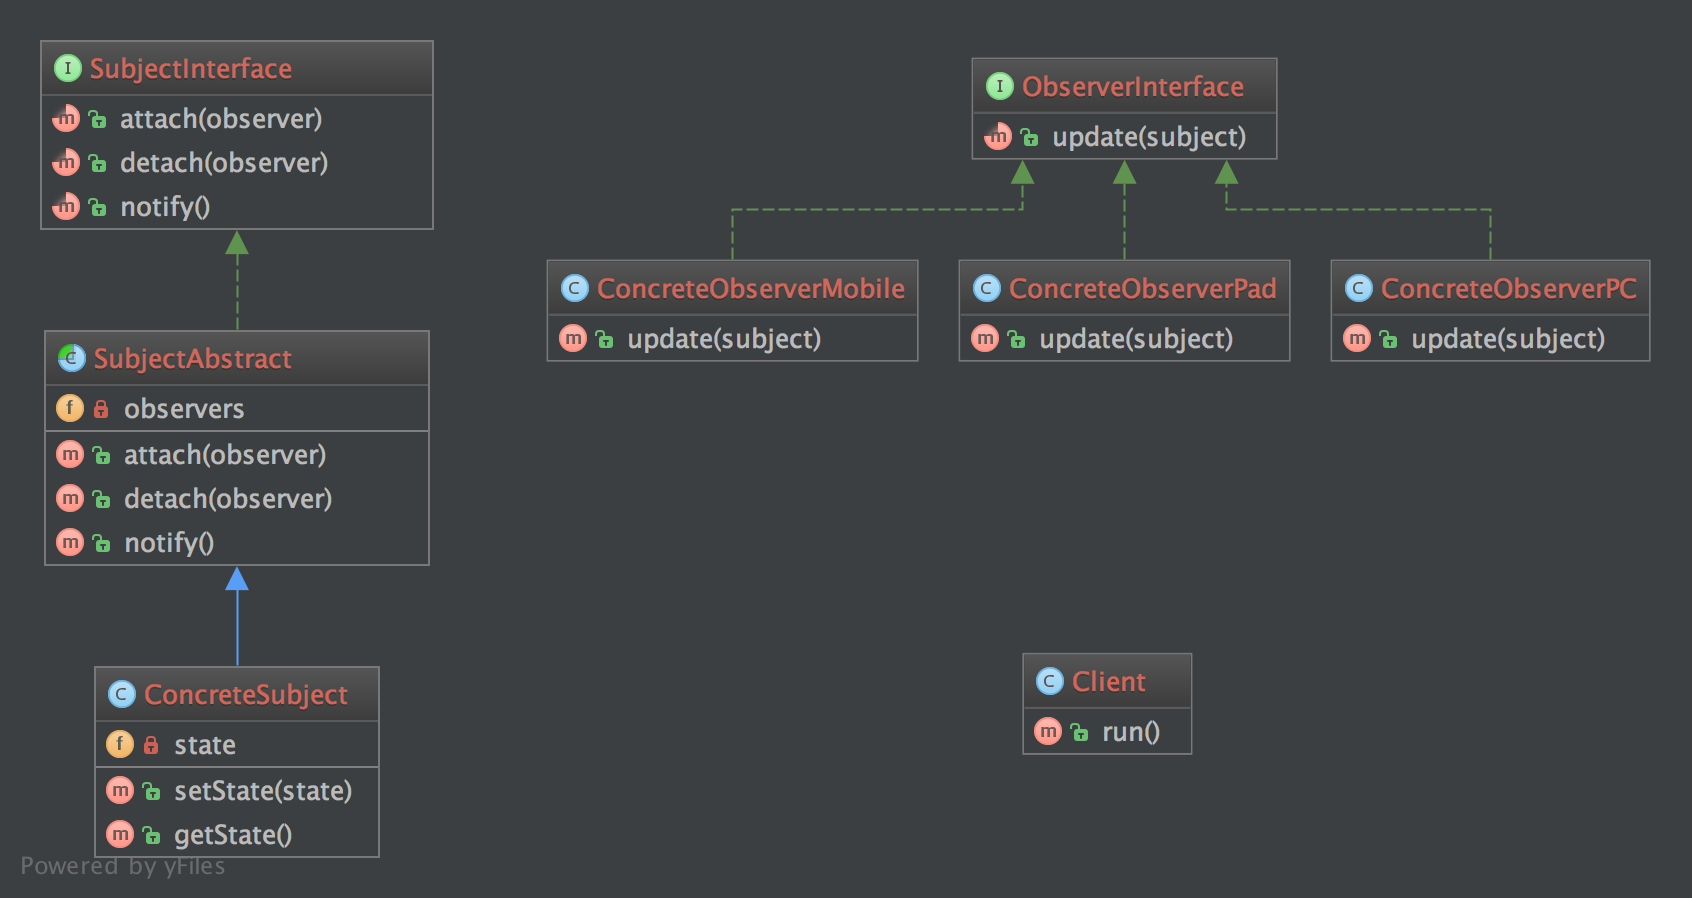 SubjectInterface
attach(observer)
detach(observer)
notify()
SubjectAbstract
observers
attach(observer)
detach(observer)
notify()
ConcreteSubject
state
setState(state)
getState()
ObserverInterface
update(subject)
ConcreteObserverMobile
update(subject)
ConcreteObserverPad
update(subject)
ConcreteObserverPC
update(subject)
Client
run()
Powered by yFiles